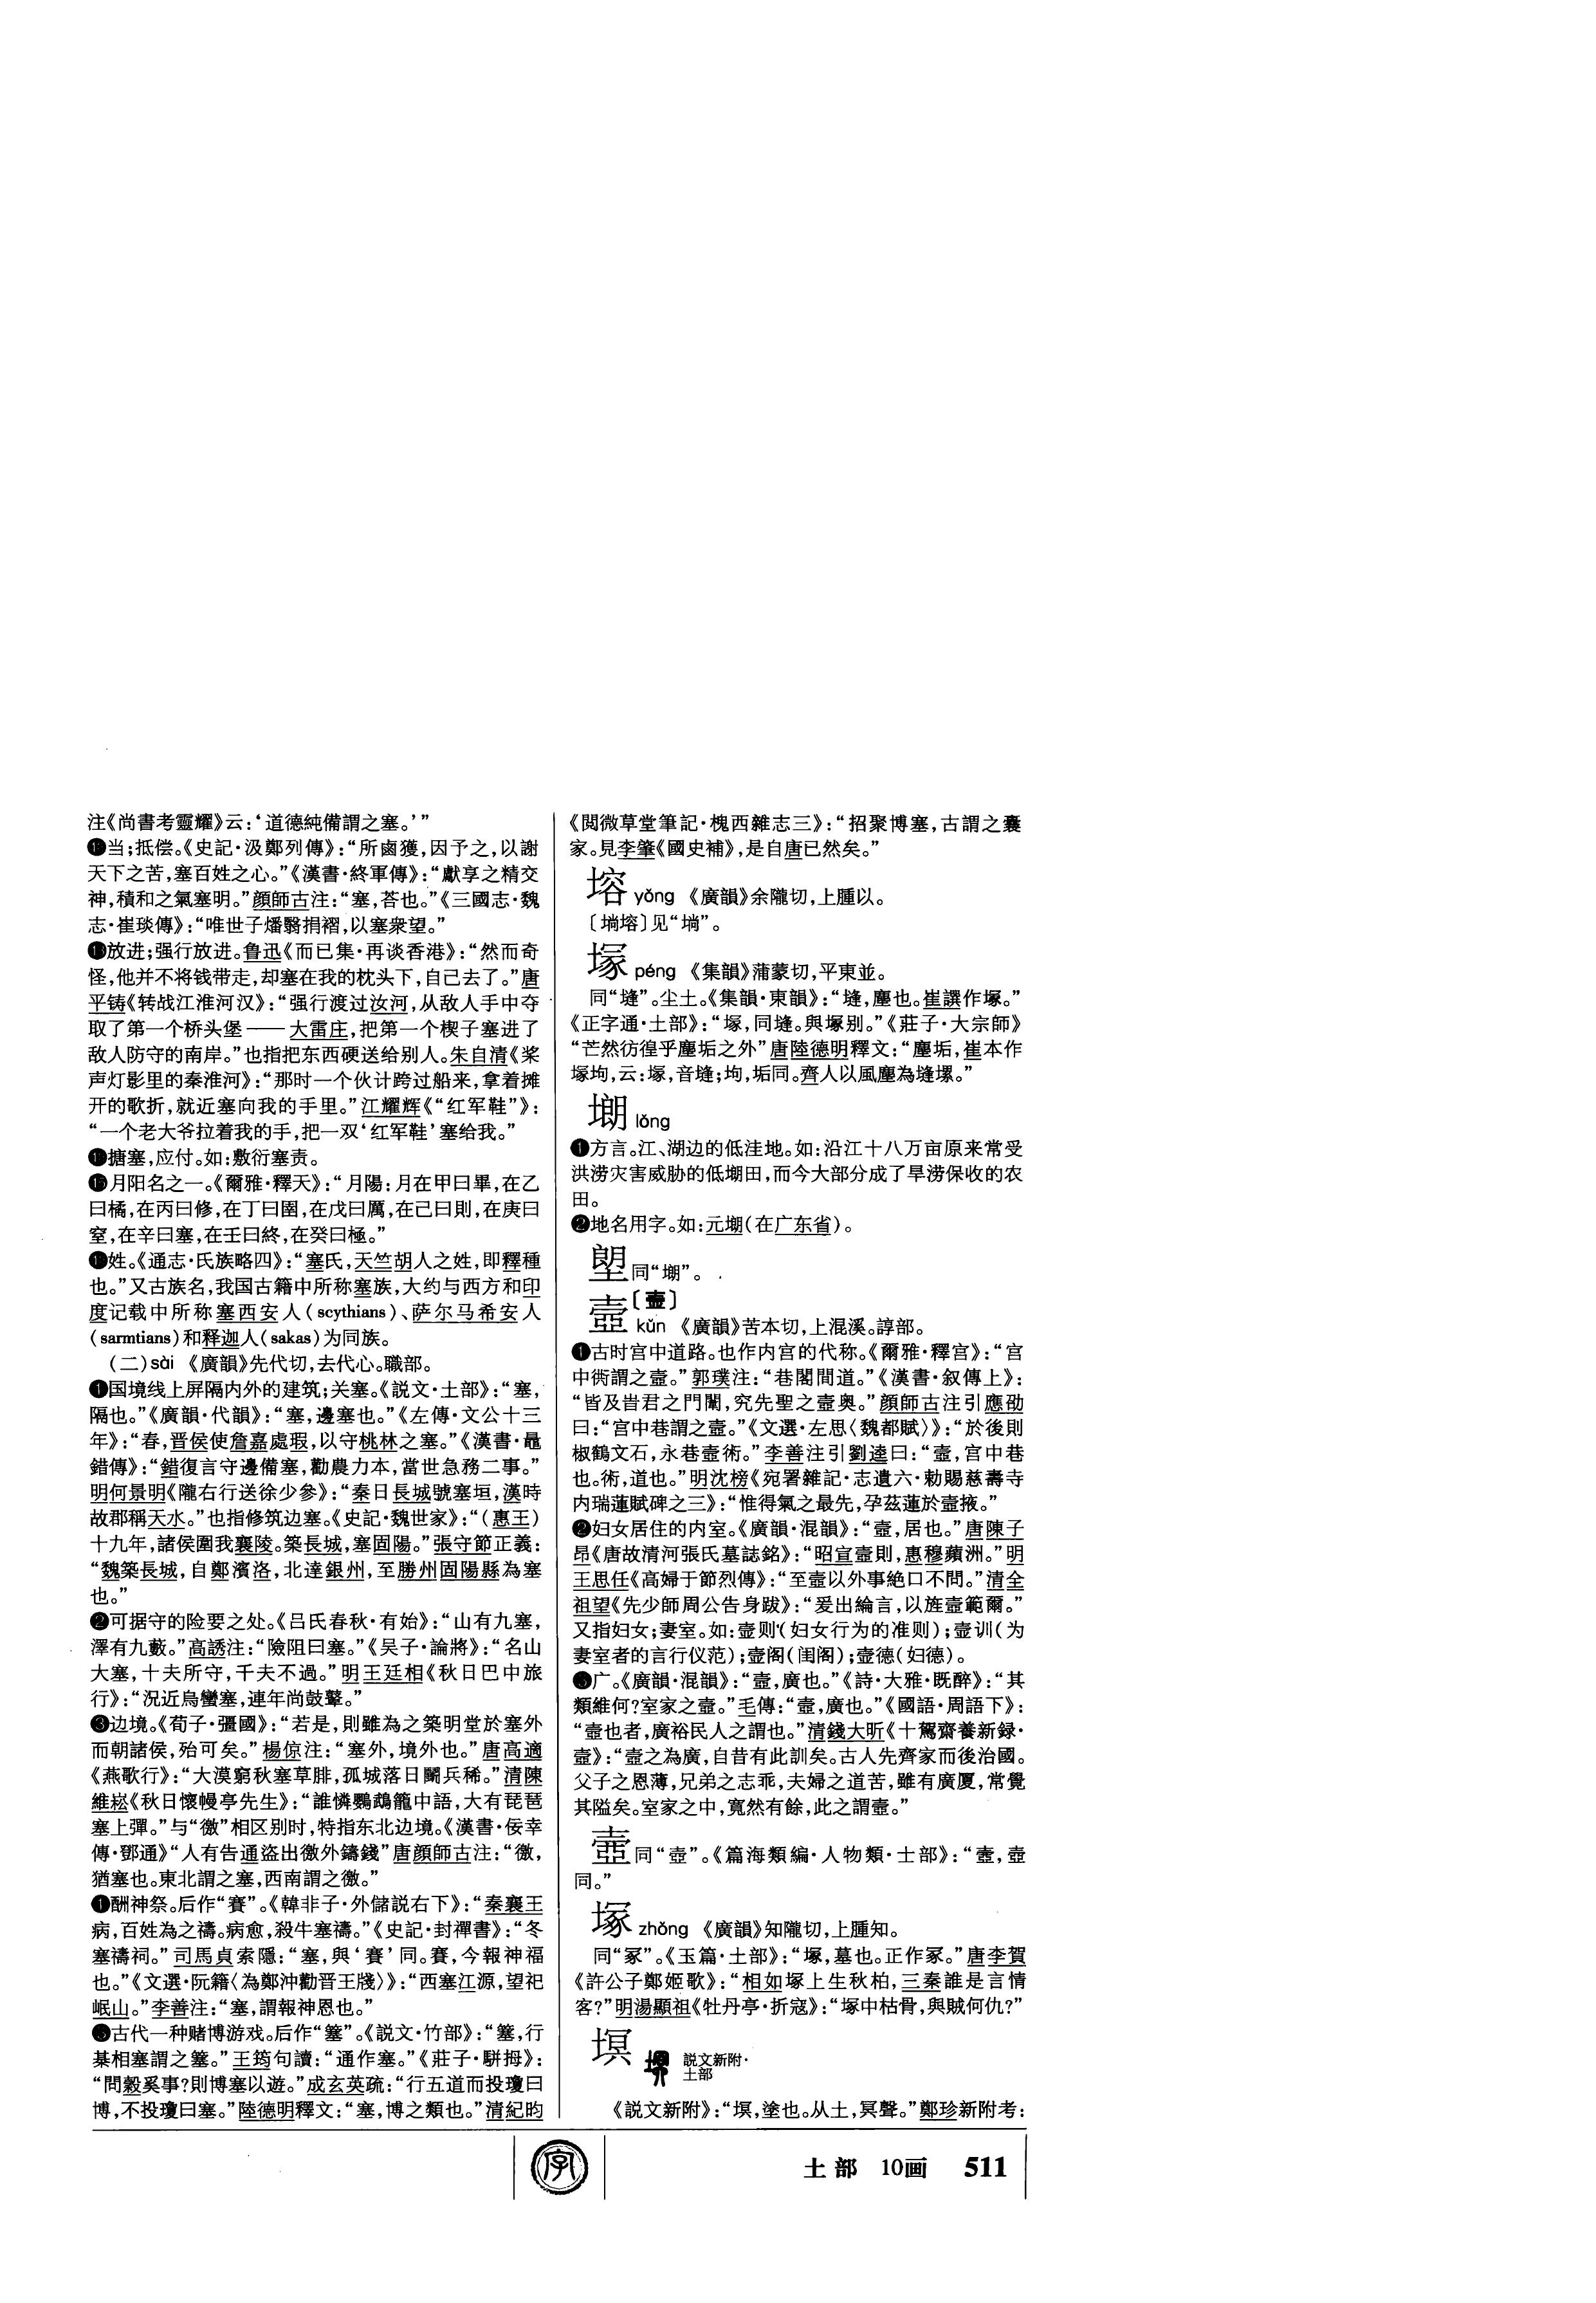 注《尚書考靈耀》云：‘道德純備謂之塞。’”
當；抵偿。《史記·汲鄭列傳》：“所鹵獲，因予之，以謝
天下之苦，塞百姓之心。”《漢書·終軍傳》：“獻享之精交
神，積和之氣塞明。”顔師古注：“塞，荅也。”《三國志·魏
志·崔琰傳》：“唯世子燔翳捐褶，以塞衆望。”
放进；强行放进。鲁迅《而已集·再谈香港》：“然而奇
怪，他并不将钱带走，却塞在我的枕头下，自己去了。”唐
平铸《转战江淮河汉》：“强行渡过汝河，从敌人手中夺
取了第一个桥头堡——大雷庄，把第一个楔子塞进了
敌人防守的南岸。”也指把东西硬送给别人。朱自清《桨
声灯影里的秦淮河》：“那时一个伙计跨过船来，拿着摊
开的歌折，就近塞向我的手里。”江耀辉《“红军鞋”》：
“一个老大爷拉着我的手，把一双‘红军鞋’塞给我。”
搪塞，应付。如：敷衍塞责。
月阳名之一。《爾雅·釋天》：“月陽：月在甲曰畢，在乙
曰橘，在丙曰修，在丁曰圉，在戊曰厲，在己曰則，在庚曰
窒，在辛曰塞，在壬曰終，在癸曰極。”
姓。《通志·氏族略四》：“塞氏，天竺胡人之姓，即釋種
也。”又古族名，我国古籍中所称塞族，大约与西方和印
度记载中所称塞西安人（scythians）、萨尔马希安人
（sarmtians）和释迦人（sakas）为同族。
（二）sài 《廣韻》先代切，去代心。職部。
❶国境线上屏隔内外的建筑；关塞。《説文·土部》：“塞，
隔也。”《廣韻·代韻》：“塞，邊塞也。”《左傳·文公十三
年》：“春，晋侯使詹嘉處瑕，以守桃林之塞。”《漢書·鼂
錯傳》：“錯復言守邊備塞，勸農力本，當世急務二事。”
明何景明《隴右行送徐少參》：“秦日長城號塞垣，漢時
故郡稱天水。”也指修筑边塞。《史記·魏世家》：“（惠王）
十九年，諸侯圍我襄陵。築長城，塞固陽。”張守節正義：
“魏築長城，自鄭濱洛，北達銀州，至勝州固陽縣為塞
也。”
❷可据守的险要之处。《吕氏春秋·有始》：“山有九塞，
澤有九藪。”高誘注：“險阻曰塞。”《吴子·論將》：“名山
大塞，十夫所守，千夫不過。”明王廷相《秋日巴中旅
行》：“況近烏蠻塞，連年尚鼓鼙。”
❸边境。《荀子·彊國》：“若是，則雖為之築明堂於塞外
而朝諸侯，殆可矣。”楊倞注：“塞外，境外也。”唐高適
《燕歌行》：“大漠窮秋塞草腓，孤城落日鬭兵稀。”清陳
維崧《秋日懷幔亭先生》：“誰憐鸚鵡籠中語，大有琵琶
塞上彈。”与“徼”相区别时，特指东北边境。《漢書·佞幸
傳·鄧通》“人有告通盗出徼外鑄錢”唐顔師古注：“徼，
猶塞也。東北謂之塞，西南謂之徼。”
酬神祭。后作“賽”。《韓非子·外儲説右下》：“秦襄王
病，百姓為之禱。病愈，殺牛塞禱。”《史記·封禪書》：“冬
塞禱祠。”司馬貞索隱：“塞，與‘賽’同。賽，今報神福
也。”《文選·阮籍〈為鄭沖勸晋王牋〉》：“西塞江源，望祀
岷山。”李善注：“塞，謂報神恩也。”
古代一种赌博游戏。后作“簺”。《説文·竹部》：“簺，行
棊相塞謂之簺。”王筠句讀：“通作塞。”《莊子·駢拇》：
“問穀奚事？則博塞以遊。”成玄英疏：“行五道而投瓊曰
博，不投瓊曰塞。”陸德明釋文：“塞，博之類也。”清紀昀
《閲微草堂筆記·槐西雜志三》：“招聚博塞，古謂之囊
家。見李肇《國史補》，是自唐已然矣。”
塎 yǒng 《廣韻》余隴切，上腫以。
〔塕塎〕见“塕”。
塚 péng 《集韻》蒲蒙切，平東並。
同“塳”。尘土。《集韻·東韻》：“塳，塵也。崔譔作塚。”
《正字通·土部》：“塚，同塳。與塚别。”《莊子·大宗師》
“芒然彷徨乎塵垢之外”唐陸德明釋文：“塵垢，崔本作
塚坸，云：塚，音塳；坸，垢同。齊人以風塵為塳堁。”
塱 lǒng
❶方言。江、湖边的低洼地。如：沿江十八万亩原来常受
洪涝灾害威胁的低塱田，而今大部分成了旱涝保收的农
田。
❷地名用字。如：元塱（在广东省）。
塱 同“塱”。
壼〔壷〕
kǔn 《廣韻》苦本切，上混溪。諄部。
❶古时宫中道路。也作内宫的代称。《爾雅·釋宫》：“宫
中衖謂之壼。”郭璞注：“巷閤間道。”《漢書·叙傳上》：
“皆及旹君之門闈，究先聖之壼奥。”顔師古注引應劭
曰：“宫中巷謂之壼。”《文選·左思〈魏都賦〉》：“於後則
椒鶴文石，永巷壼術。”李善注引劉逵曰：“壼，宫中巷
也。術，道也。”明沈榜《宛署雜記·志遺六·勅賜慈壽寺
内瑞蓮賦碑之三》：“惟得氣之最先，孕茲蓮於壼掖。”
❷妇女居住的内室。《廣韻·混韻》：“壼，居也。”唐陳子
昂《唐故清河張氏墓誌銘》：“昭宣壼則，惠穆蘋洲。”明
王思任《高婦于節烈傳》：“至壼以外事絶口不問。”清全
祖望《先少師周公告身跋》：“爰出綸言，以旌壼範爾。”
又指妇女；妻室。如：壼则（妇女行为的准则）；壼训（为
妻室者的言行仪范）；壼阁（闺阁）；壼德（妇德）。
❸广。《廣韻·混韻》：“壼，廣也。”《詩·大雅·既醉》：“其
類維何？室家之壼。”毛傳：“壼，廣也。”《國語·周語下》：
“壼也者，廣裕民人之謂也。”清錢大昕《十駕齋養新録·
壼》：“壼之為廣，自昔有此訓矣。古人先齊家而後治國。
父子之恩薄，兄弟之志乖，夫婦之道苦，雖有廣厦，常覺
其隘矣。室家之中，寬然有餘，此之謂壼。”
同“壼”。《篇海類編·人物類·士部》：“壷，壼
同。”
塚 zhǒng 《廣韻》知隴切，上腫知。
同“冢”。《玉篇·土部》：“塚，墓也。正作冢。”唐李賀
《許公子鄭姬歌》：“相如塚上生秋柏，三秦誰是言情
客？”明湯顯祖《牡丹亭·折寇》：“塚中枯骨，與賊何仇？”
塓 説文新附·
土部
《説文新附》：“塓，塗也。从土，冥聲。”鄭珍新附考：
字
土部 10画 511